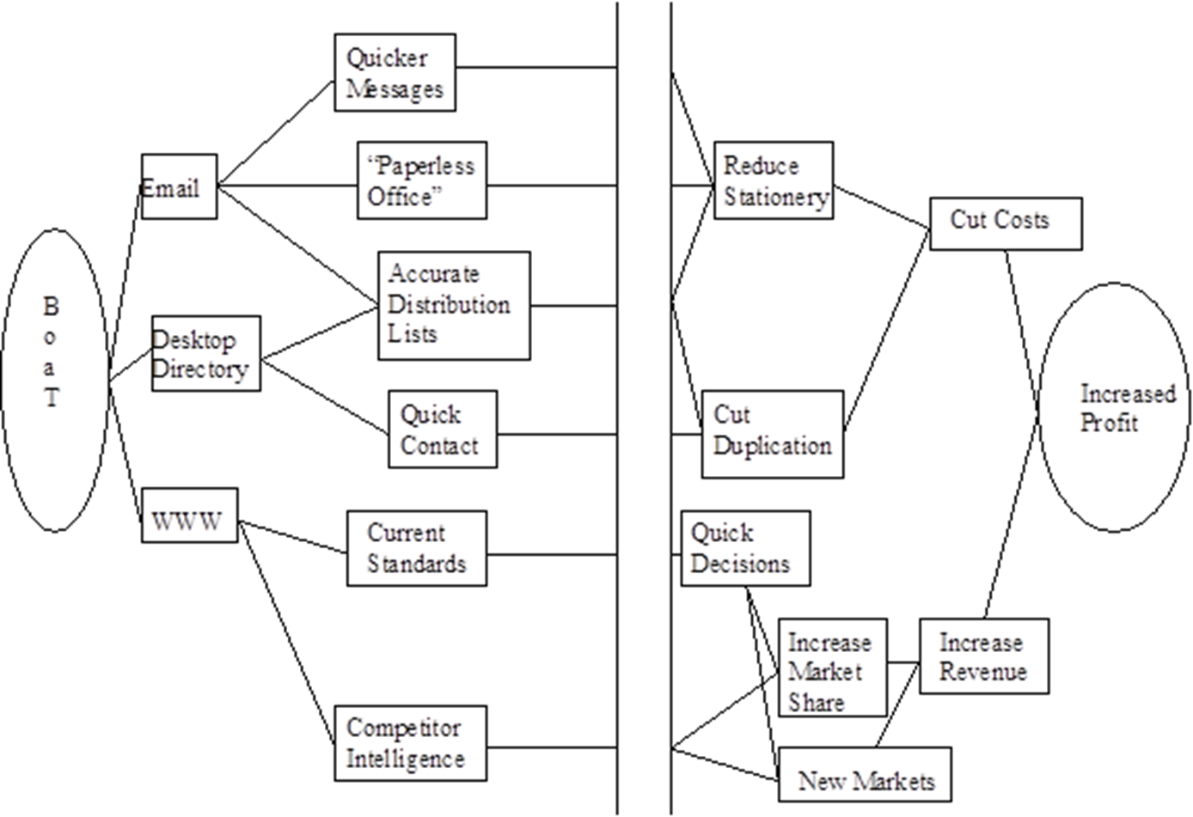 Quicker
Messages
“Paperless
Office”
Email
Accurate
Distribution
Lists
B
o
a
T
Desktop
Directory
Quick
Contact
WWW
Current
Standards
Competitor
Intelligence
Reduce
Stationery
Cut Costs
Cut
Duplication
Increased
Profit
Quick
Decisions
Increase
Market
Share
Increase
Revenue
New Markets